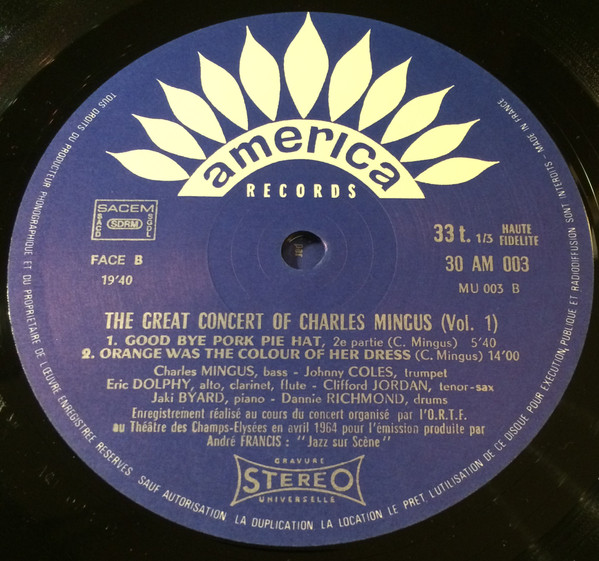 america
RECORDS
SACEM
SACD
SDRM
SGDL
FACE B
19'40
33 t. 1/3 HAUTE FIDELITE
30 AM 003
MU 003 B
THE GREAT CONCERT OF CHARLES MINGUS (Vol. 1)
1. GOOD BYE PORK PIE HAT, 2e partie (C. Mingus) 5'40
2. ORANGE WAS THE COLOUR OF HER DRESS (C. Mingus) 14'00
Charles MINGUS, bass - Johnny COLES, trumpet
Eric DOLPHY, alto, clarinet, flute - Clifford JORDAN, tenor-sax
Jaki BYARD, piano - Dannie RICHMOND, drums
Enregistrement réalisé au cours du concert organisé par l'O.R.T.F.
au Théâtre des Champs-Elysées en avril 1964 pour l'émission produite par
André FRANCIS : "Jazz sur Scène"
GRAVURE
STEREO
UNIVERSELLE
TOUS DROITS DU PRODUCTEUR PHONOGRAPHIQUE ET DU PROPRIETAIRE DE L'ŒUVRE ENREGISTREE RESERVES. SAUF AUTORISATION LA DUPLICATION LA LOCATION LE PRET, L'UTILISATION DE CE DISQUE POUR EXECUTION PUBLIQUE ET RADIODIFFUSION SONT INTERDITS - MADE IN FRANCE